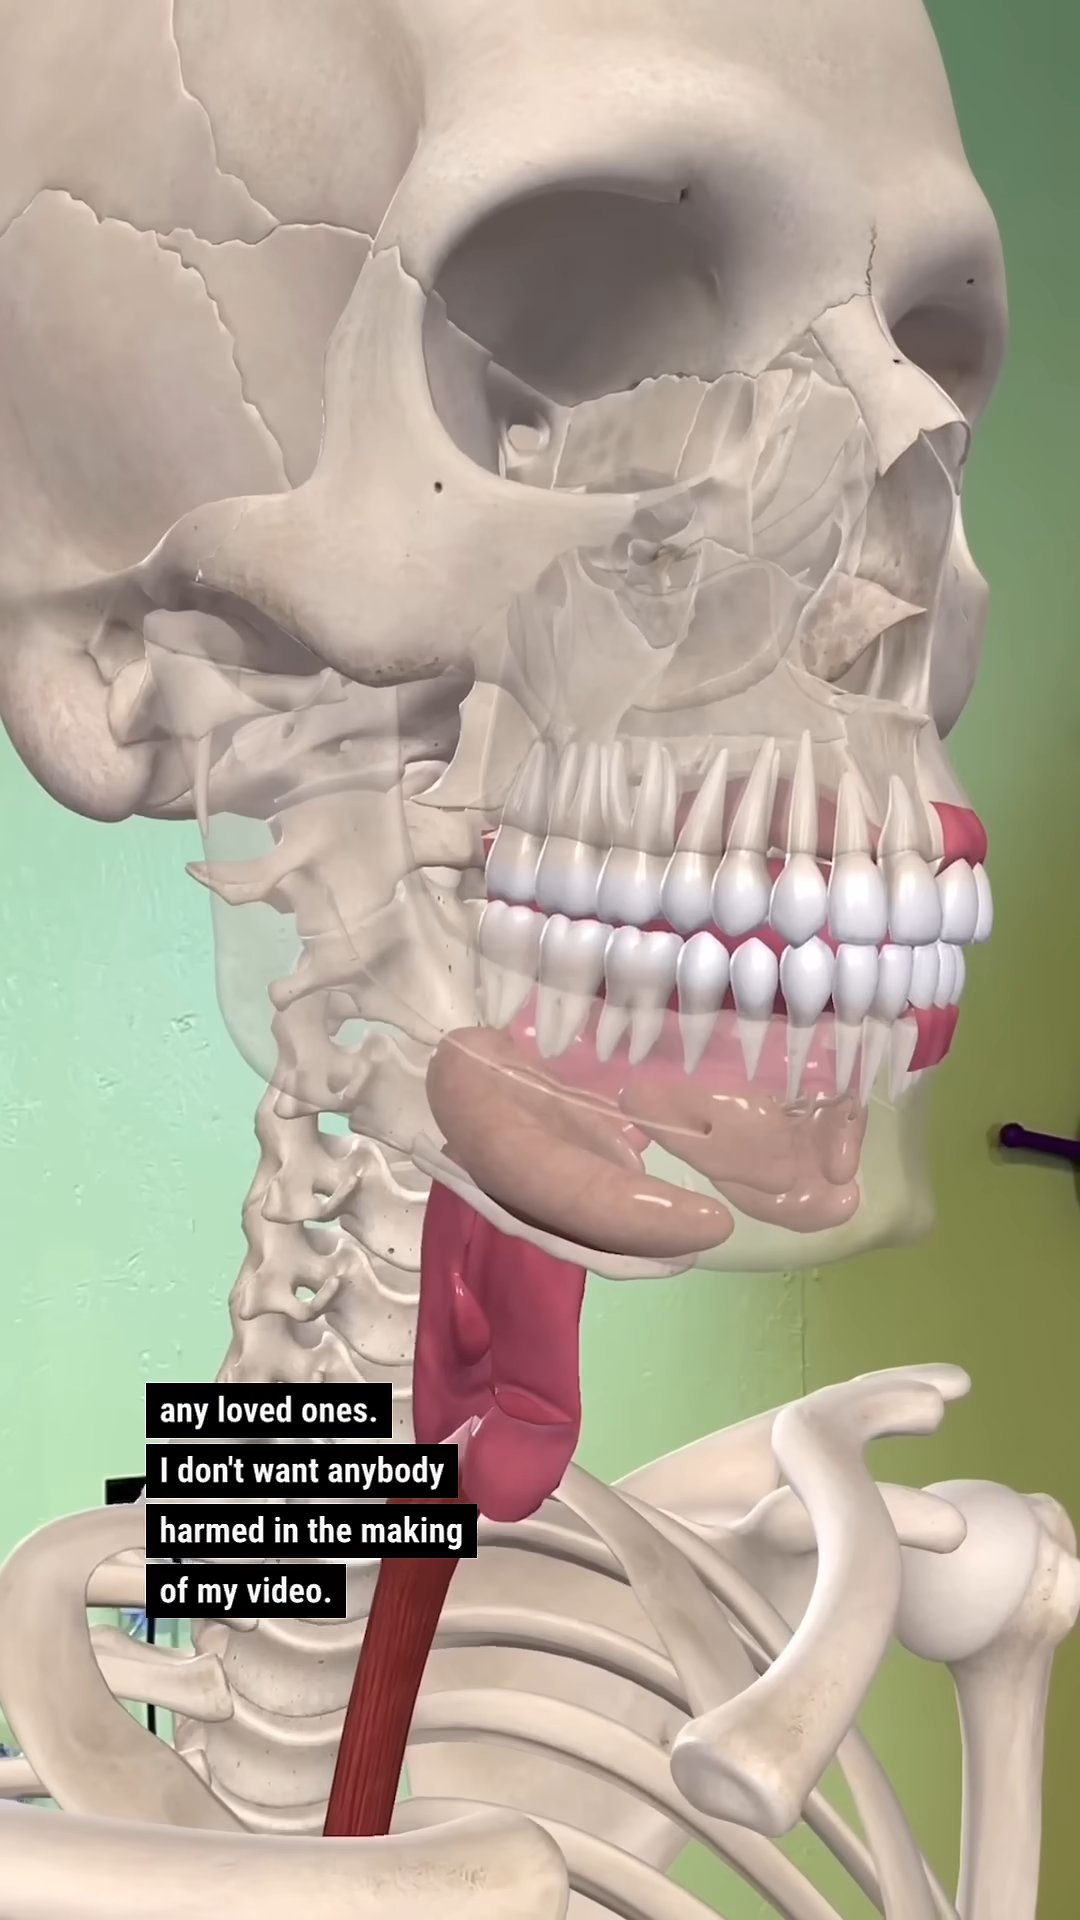 any loved ones.
I don't want anybody
harmed in the making
of my video.